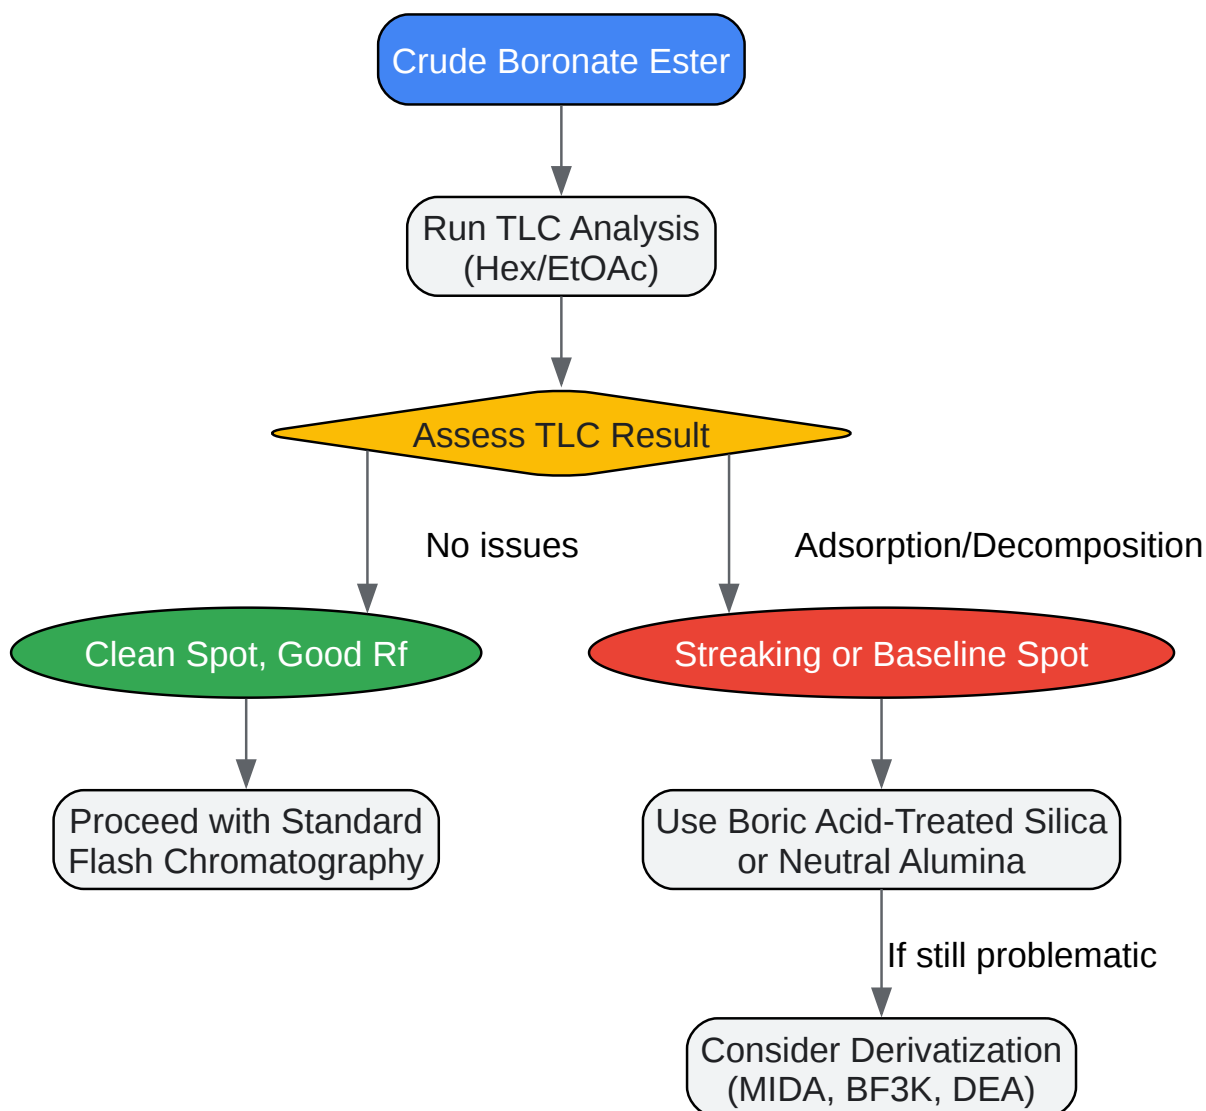 Crude Boronate Ester
Run TLC Analysis
(Hex/EtOAc)
Assess TLC Result
No issues
Adsorption/Decomposition
Clean Spot, Good Rf
Streaking or Baseline Spot
Proceed with Standard
Flash Chromatography
Use Boric Acid-Treated Silica
or Neutral Alumina
If still problematic
Consider Derivatization
(MIDA, BF3K, DEA)